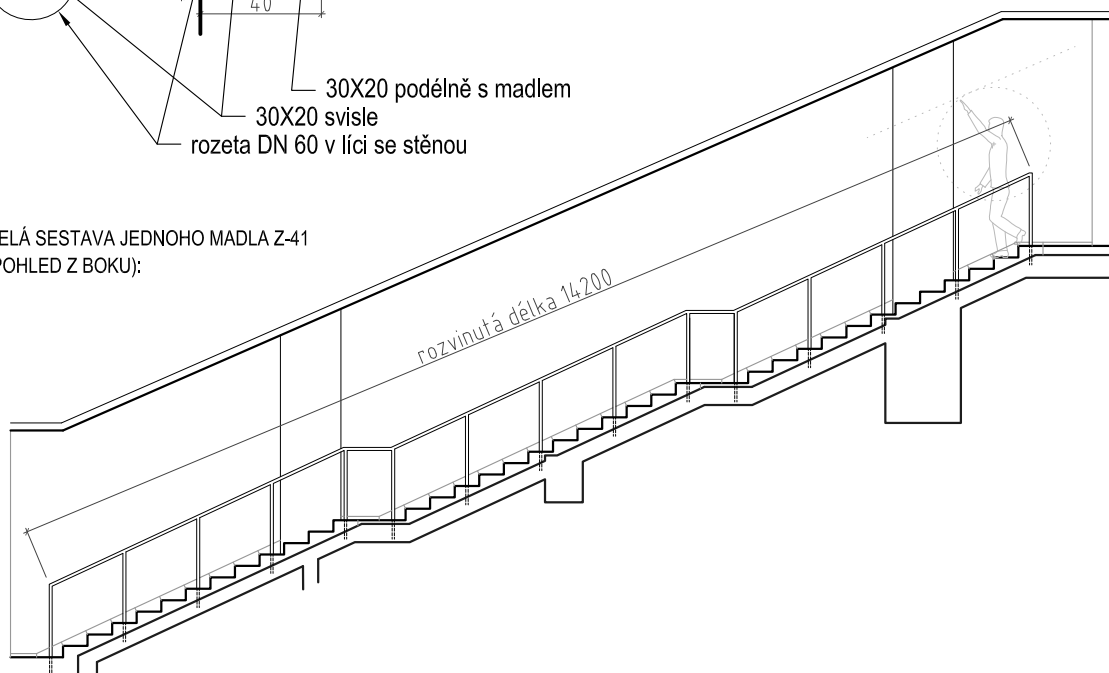 40
30X20 podélně s madlem
30X20 svisle
rozeta DN 60 v líci se stěnou
ELÁ SESTAVA JEDNOHO MADLA Z-41
POHLED Z BOKU):
rozvinutá délka 14200